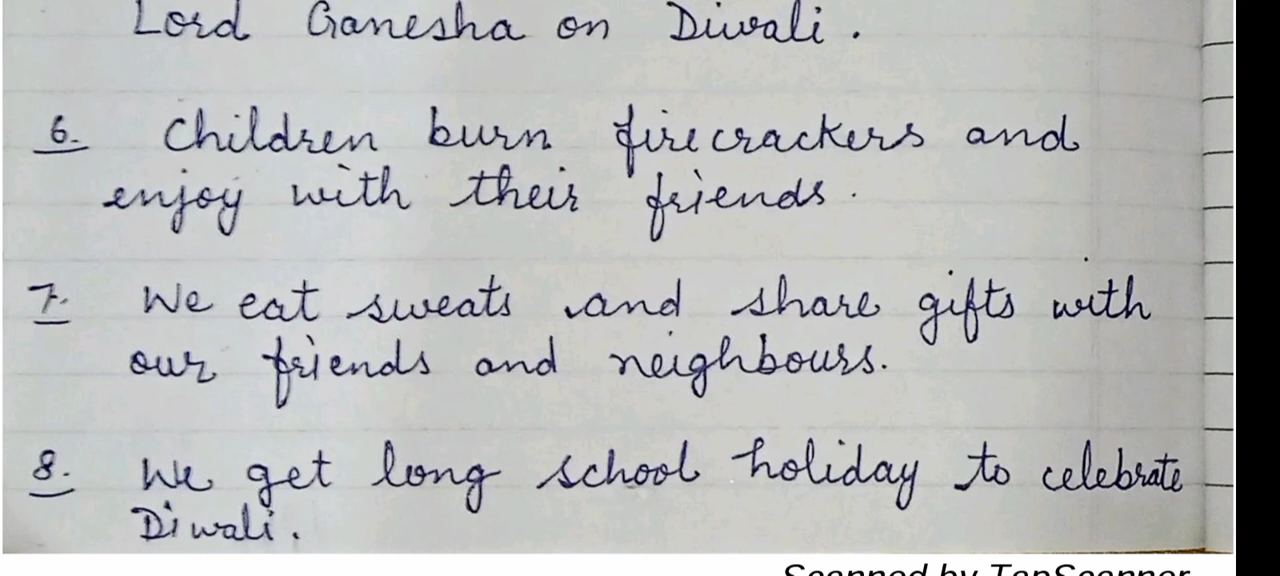 Lord Ganesha on Diwali.
6. Children burn firecrackers and
enjoy with their friends.
7. We eat sweats and share gifts with
our friends and neighbours.
8. We get long school holiday to celebrate
Diwali.
Scanned by TapScanner